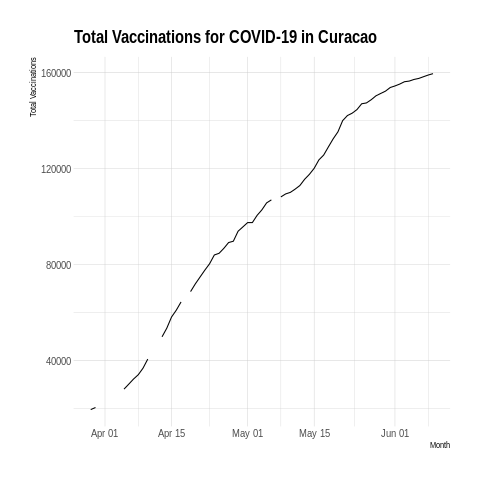 Total Vaccinations for COVID-19 in Curacao
Total Vaccinations
160000
120000
80000
40000
Apr 01 Apr 15 May 01 May 15 Jun 01
Month